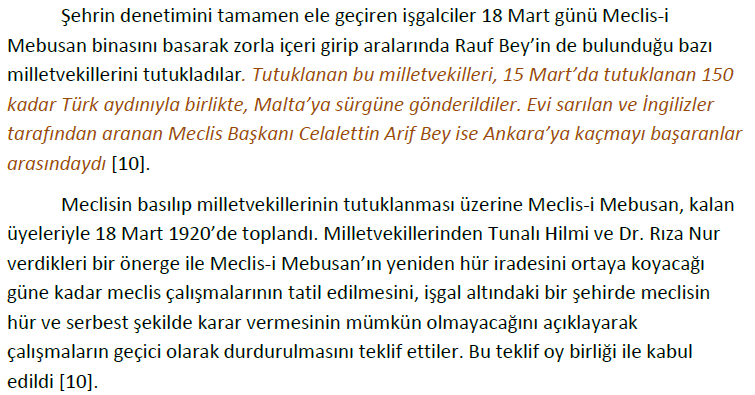 Şehrin denetimini tamamen ele geçiren işgalciler 18 Mart günü Meclis-i
Mebusan binasını basarak zorla içeri girip aralarında Rauf Bey’in de bulunduğu bazı
milletvekillerini tutukladılar. Tutuklanan bu milletvekilleri, 15 Mart’da tutuklanan 150
kadar Türk aydınıyla birlikte, Malta’ya sürgüne gönderildiler. Evi sarılan ve İngilizler
tarafından aranan Meclis Başkanı Celalettin Arif Bey ise Ankara’ya kaçmayı başaranlar
arasındaydı [10].
Meclisin basılıp milletvekillerinin tutuklanması üzerine Meclis-i Mebusan, kalan
üyeleriyle 18 Mart 1920’de toplandı. Milletvekillerinden Tunalı Hilmi ve Dr. Rıza Nur
verdikleri bir önerge ile Meclis-i Mebusan’ın yeniden hür iradesini ortaya koyacağı
güne kadar meclis çalışmalarının tatil edilmesini, işgal altındaki bir şehirde meclisin
hür ve serbest şekilde karar vermesinin mümkün olmayacağını açıklayarak
çalışmaların geçici olarak durdurulmasını teklif ettiler. Bu teklif oy birliği ile kabul
edildi [10].